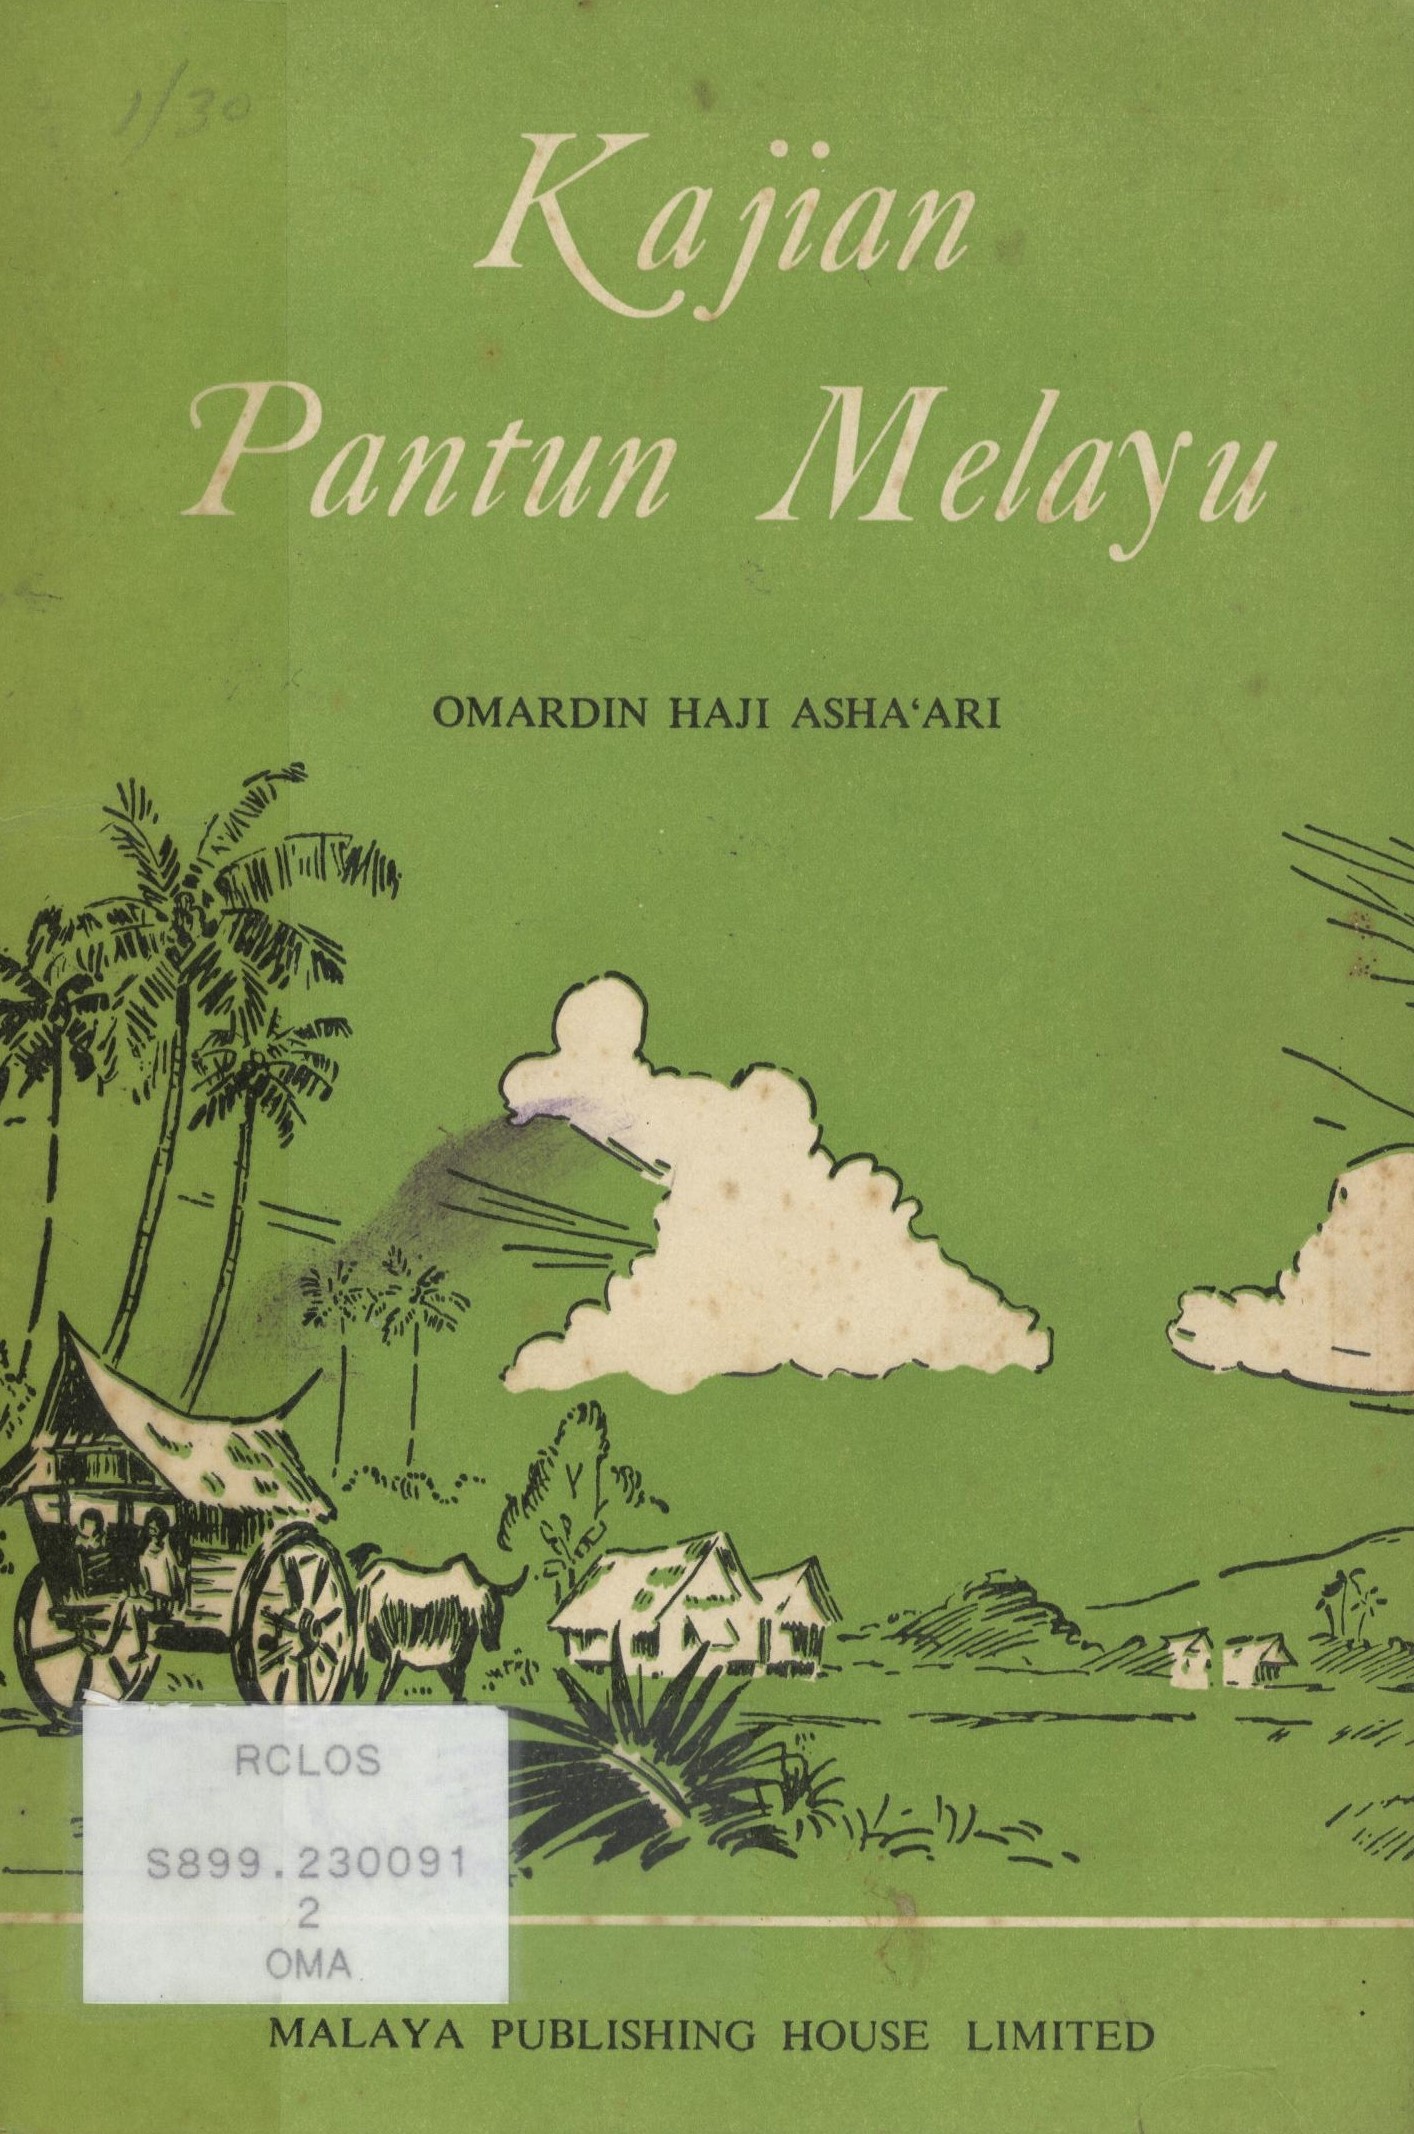 1/30
Kajian
Pantun Melayu
OMARDIN HAJI ASHA‘ARI
RCLOS
S899.230091
2
OMA
MALAYA PUBLISHING HOUSE LIMITED